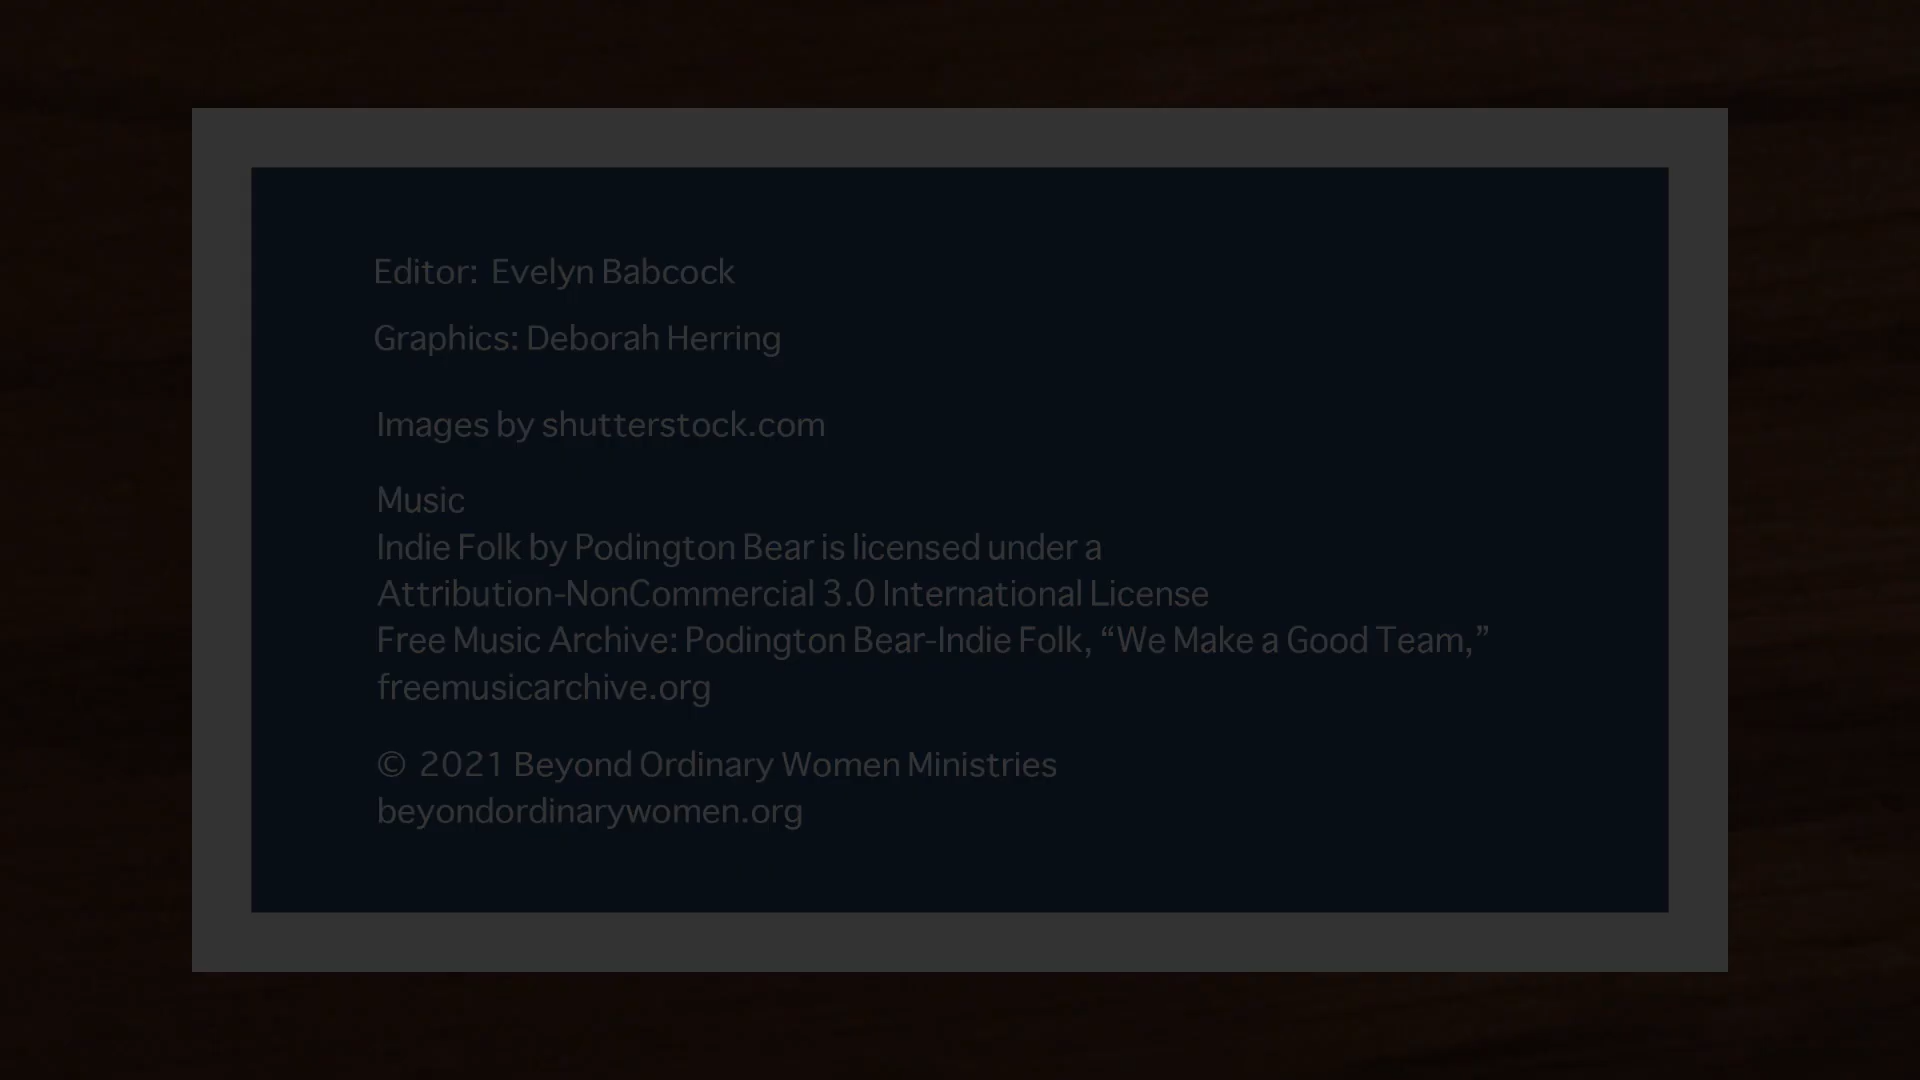 Editor: Evelyn Babcock
Graphics: Deborah Herring
Images by shutterstock.com
Music
Indie Folk by Podington Bear is licensed under a
Attribution-NonCommercial 3.0 International License
Free Music Archive: Podington Bear-Indie Folk, “We Make a Good Team,”
freemusicarchive.org
© 2021 Beyond Ordinary Women Ministries
beyondordinarywomen.org